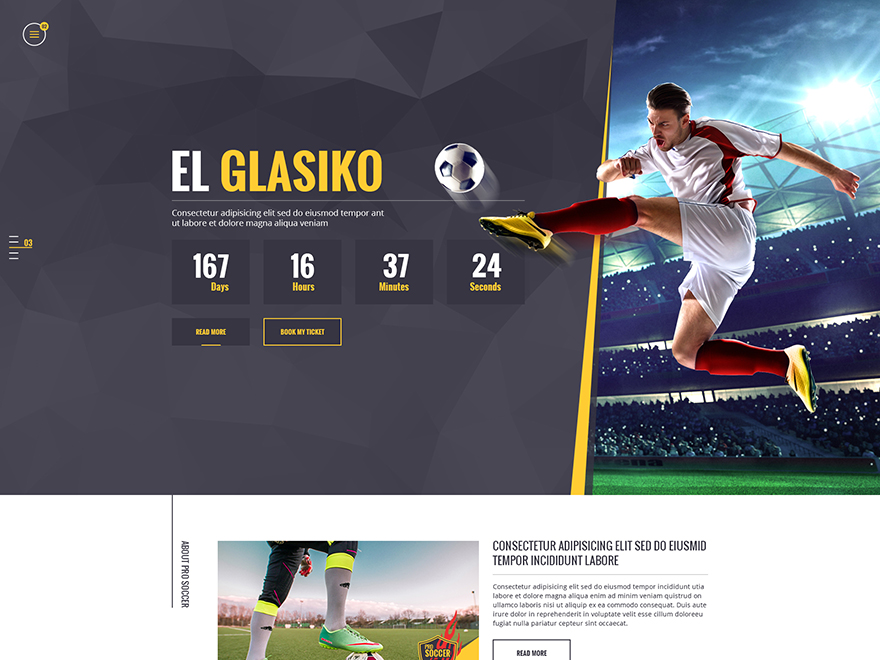 02
EL GLASIKO
Consectetur adipisicing elit sed do eiusmod tempor ant
ut labore et dolore magna aliqua veniam
03
167
Days
16
Hours
37
Minutes
24
Seconds
READ MORE
BOOK MY TICKET
ABOUT PRO SOCCER
PRO
SOCCER
CONSECTETUR ADIPISICING ELIT SED DO EIUSMID
TEMPOR INCIDIDUNT LABORE
Consectetur adipisicing elit sed do eiusmod tempor incididunt utia
labore et dolore magna aliqua enim ad minim veniam quistrud on
ullamco laboris nisi ut aliquip ex ea commodo consequat. Duis aute
irure dolor in reprehenderit in voluptate velit esse cillum doloreeu
fugiat nulla pariatur cepteur sint occaecat.
READ MORE